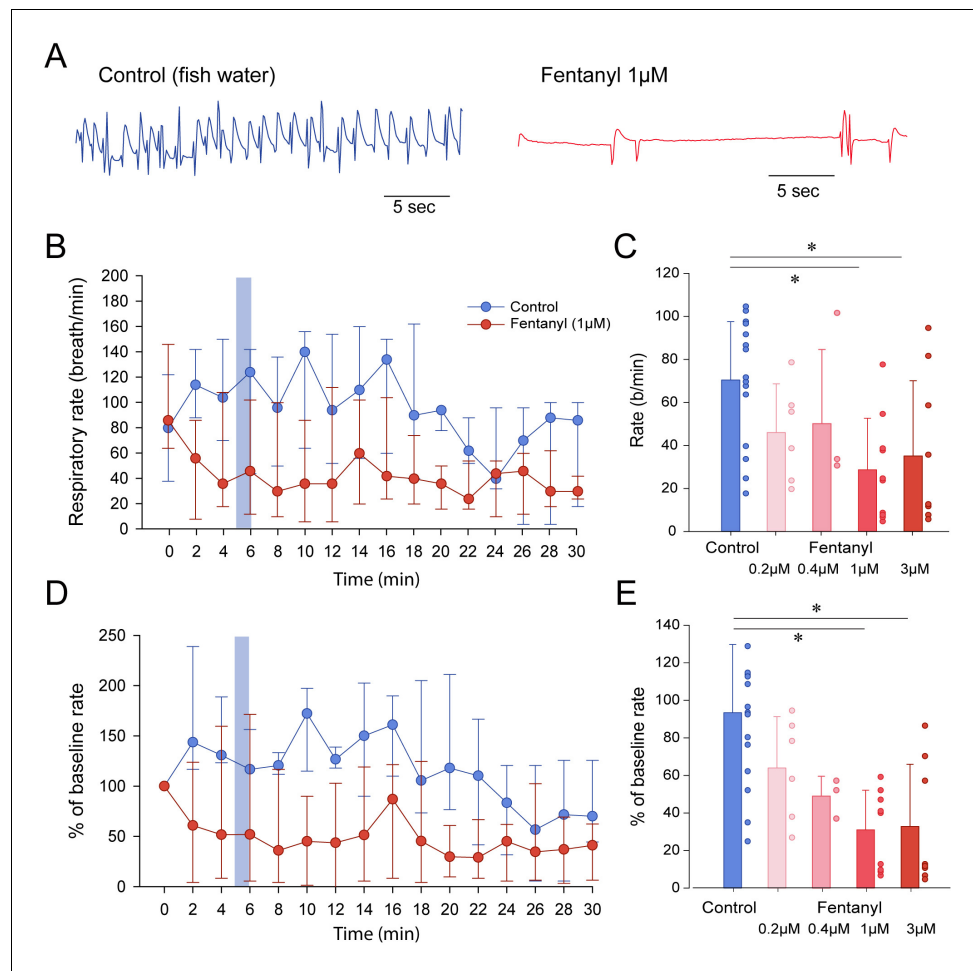 A
Control (fish water)
Fentanyl 1µM
5 sec
5 sec
B
Respiratory rate (breath/min)
200
180
160
140
120
100
80
60
40
20
0
Control
Fentanyl (1µM)
0 2 4 6 8 10 12 14 16 18 20 22 24 26 28 30
Time (min)
C
Rate (b/min)
*
*
120
100
80
60
40
20
0
Control Fentanyl
0.2µM 0.4µM 1µM 3µM
D
% of baseline rate
250
200
150
100
50
0
0 2 4 6 8 10 12 14 16 18 20 22 24 26 28 30
Time (min)
E
% of baseline rate
*
*
140
120
100
80
60
40
20
0
Control Fentanyl
0.2µM 0.4µM 1µM 3µM